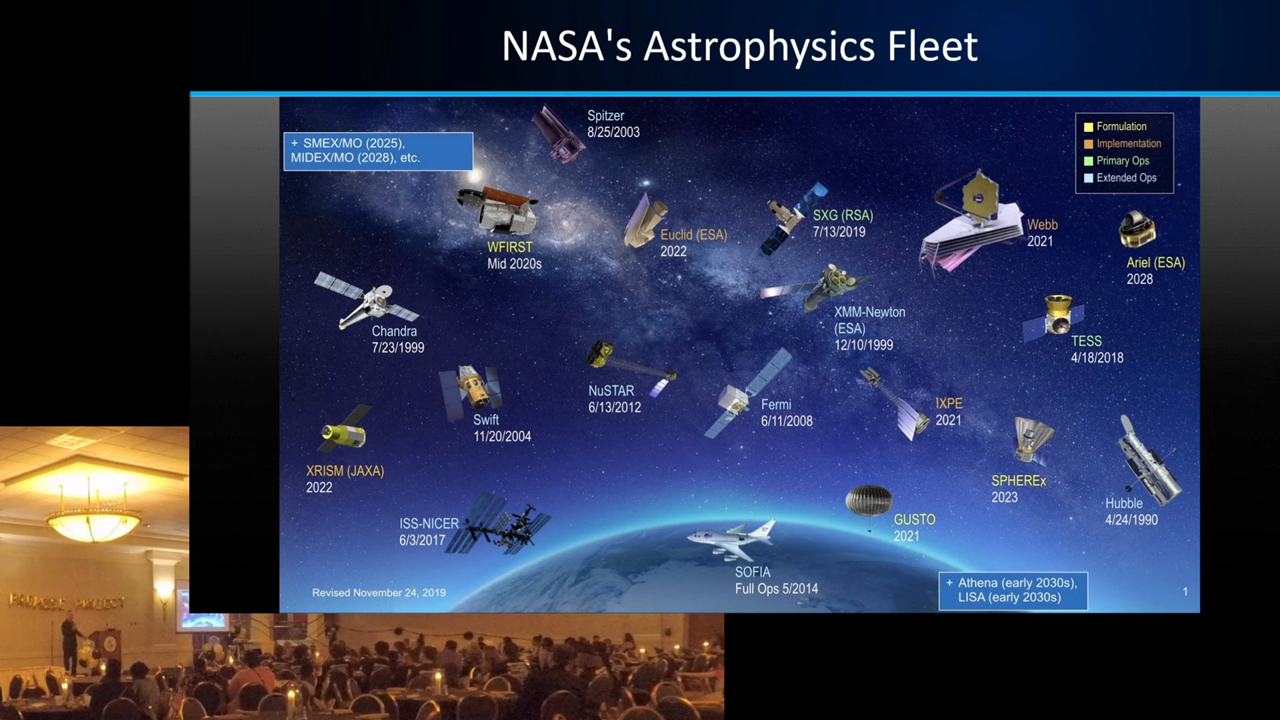 NASA's Astrophysics Fleet
+ SMEX/MO (2025),
MIDEX/MO (2028), etc.
Spitzer
8/25/2003
Formulation
Implementation
Primary Ops
Extended Ops
WFIRST
Mid 2020s
Euclid (ESA)
2022
SXG (RSA)
7/13/2019
Webb
2021
Ariel (ESA)
2028
Chandra
7/23/1999
XMM-Newton
(ESA)
12/10/1999
TESS
4/18/2018
NuSTAR
6/13/2012
Swift
11/20/2004
Fermi
6/11/2008
IXPE
2021
XRISM (JAXA)
2022
SPHEREx
2023
Hubble
4/24/1990
ISS-NICER
6/3/2017
GUSTO
2021
SOFIA
Full Ops 5/2014
+ Athena (early 2030s),
LISA (early 2030s)
Revised November 24, 2019
1
PROJECT